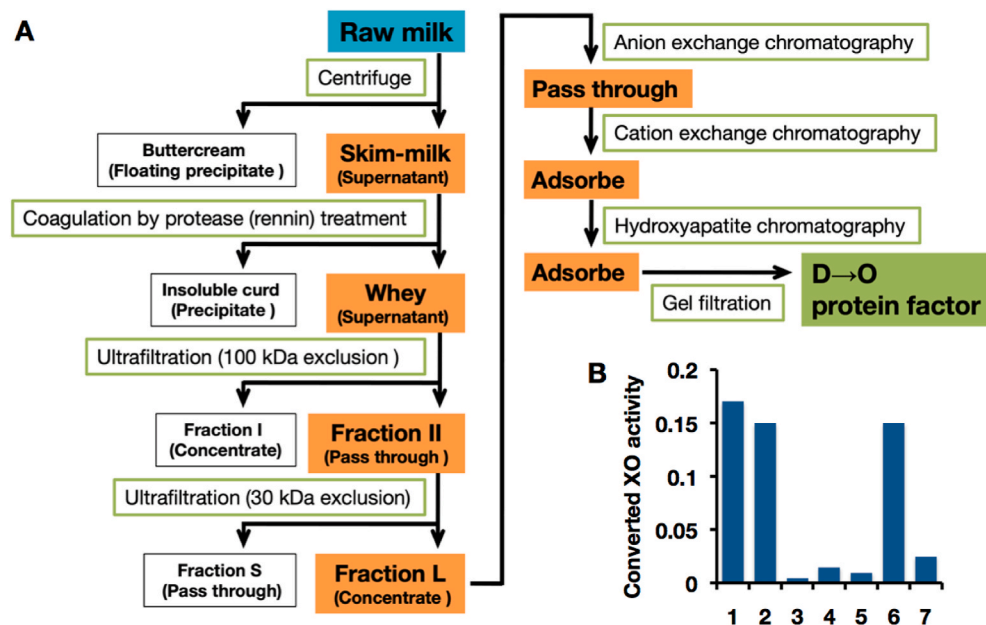 A
Raw milk
Centrifuge
Buttercream
(Floating precipitate )
Skim-milk
(Supernatant)
Coagulation by protease (rennin) treatment
Insoluble curd
(Precipitate )
Whey
(Supernatant)
Ultrafiltration (100 kDa exclusion )
Fraction I
(Concentrate)
Fraction II
(Pass through )
Ultrafiltration (30 kDa exclusion)
Fraction S
(Pass through)
Fraction L
(Concentrate )
Anion exchange chromatography
Pass through
Cation exchange chromatography
Adsorbe
Hydroxyapatite chromatography
Adsorbe
Gel filtration
D→O
protein factor
B
Converted XO activity
0.2
0.15
0.1
0.05
0
1 2 3 4 5 6 7